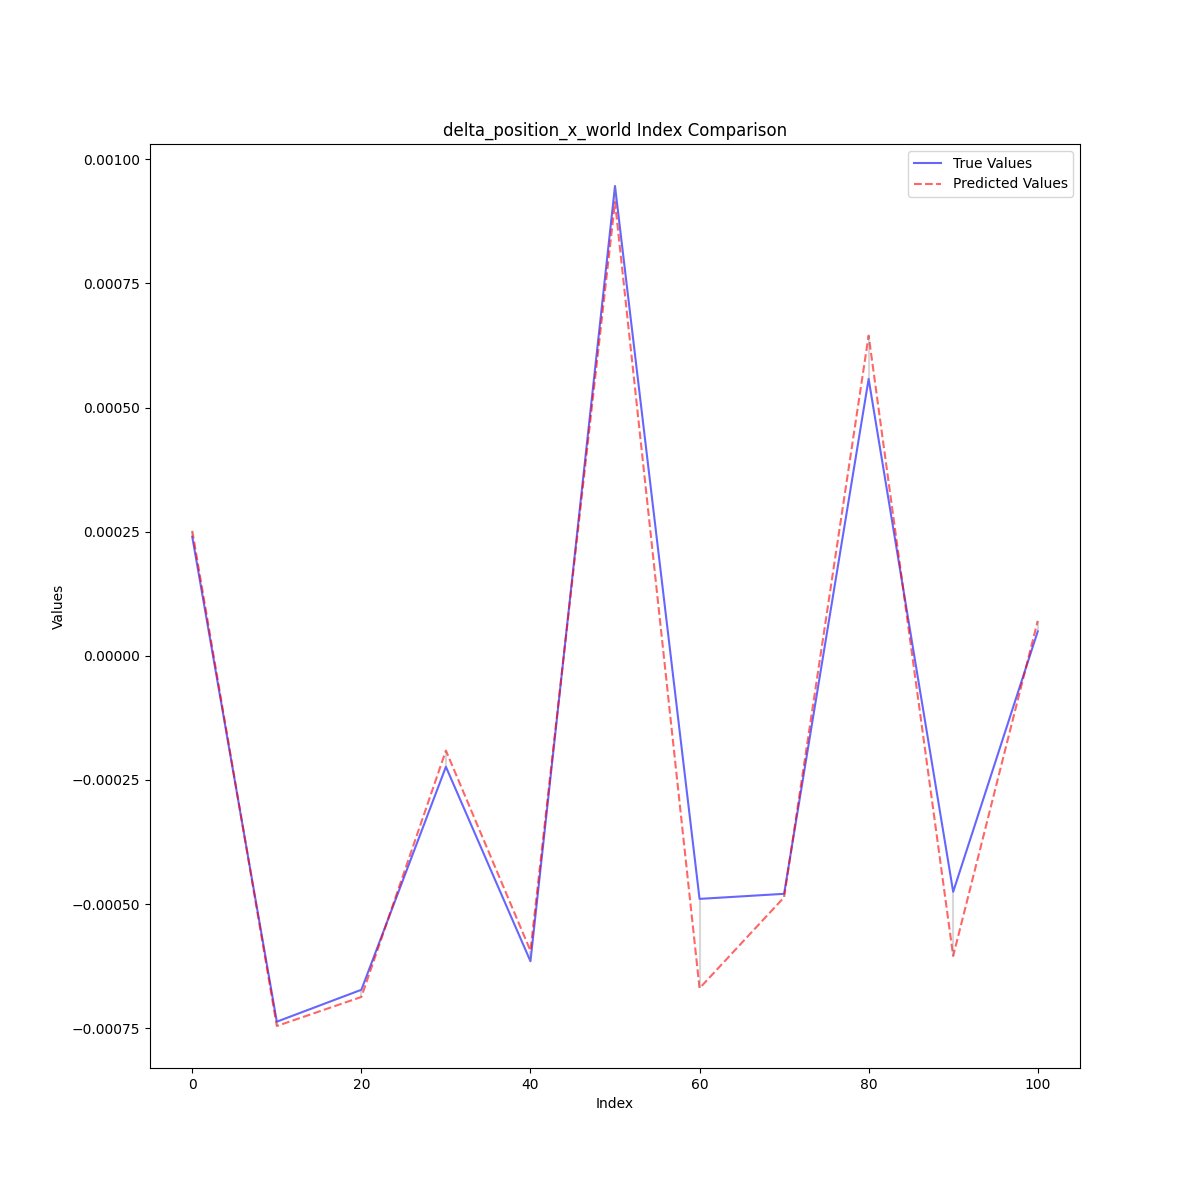 delta_position_x_world Index Comparison
True Values
Predicted Values
0.00100
0.00075
0.00050
0.00025
0.00000
−0.00025
−0.00050
−0.00075
Values
0 20 40 60 80 100
Index